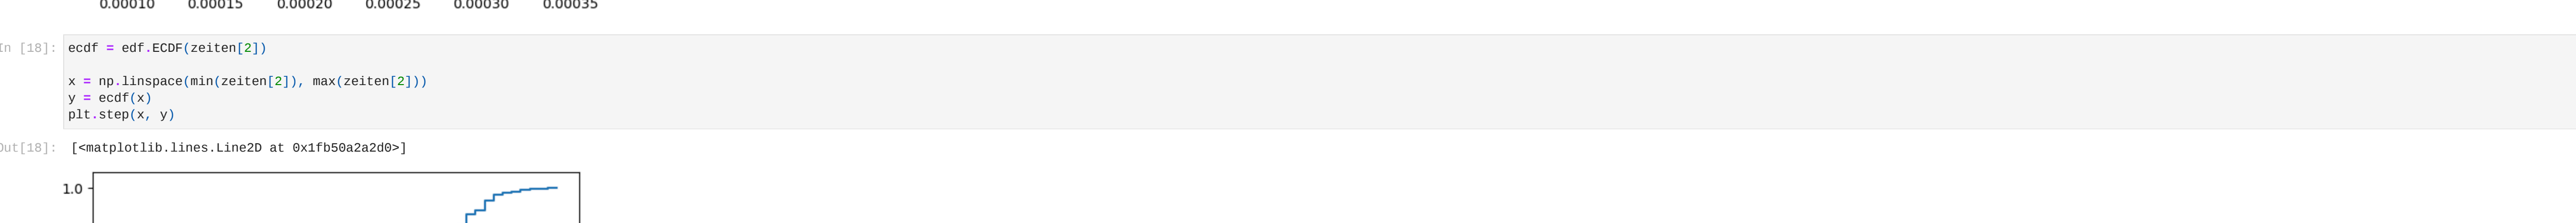 0.00010 0.00015 0.00020 0.00025 0.00030 0.00035
In [18]:
ecdf = edf.ECDF(zeiten[2])
x = np.linspace(min(zeiten[2]), max(zeiten[2]))
y = ecdf(x)
plt.step(x, y)
Out[18]: [<matplotlib.lines.Line2D at 0x1fb50a2a2d0>]
1.0